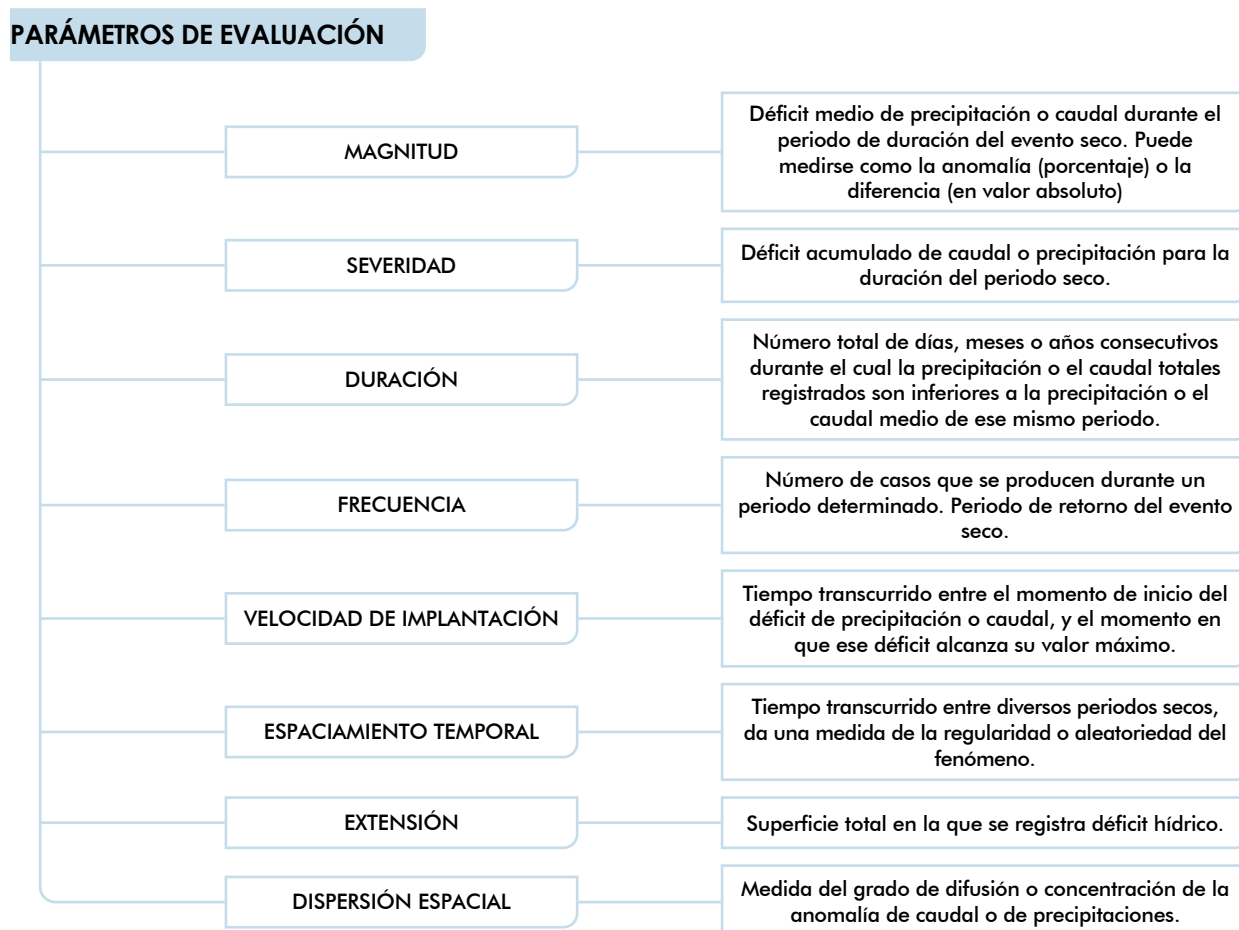 PARÁMETROS DE EVALUACIÓN
MAGNITUD
Déficit medio de precipitación o caudal durante el
periodo de duración del evento seco. Puede
medirse como la anomalía (porcentaje) o la
diferencia (en valor absoluto)
SEVERIDAD
Déficit acumulado de caudal o precipitación para la
duración del periodo seco.
DURACIÓN
Número total de días, meses o años consecutivos
durante el cual la precipitación o el caudal totales
registrados son inferiores a la precipitación o el
caudal medio de ese mismo periodo.
FRECUENCIA
Número de casos que se producen durante un
periodo determinado. Periodo de retorno del evento
seco.
VELOCIDAD DE IMPLANTACIÓN
Tiempo transcurrido entre el momento de inicio del
déficit de precipitación o caudal, y el momento en
que ese déficit alcanza su valor máximo.
ESPACIAMIENTO TEMPORAL
Tiempo transcurrido entre diversos periodos secos,
da una medida de la regularidad o aleatoriedad del
fenómeno.
EXTENSIÓN
Superficie total en la que se registra déficit hídrico.
DISPERSIÓN ESPACIAL
Medida del grado de difusión o concentración de la
anomalía de caudal o de precipitaciones.